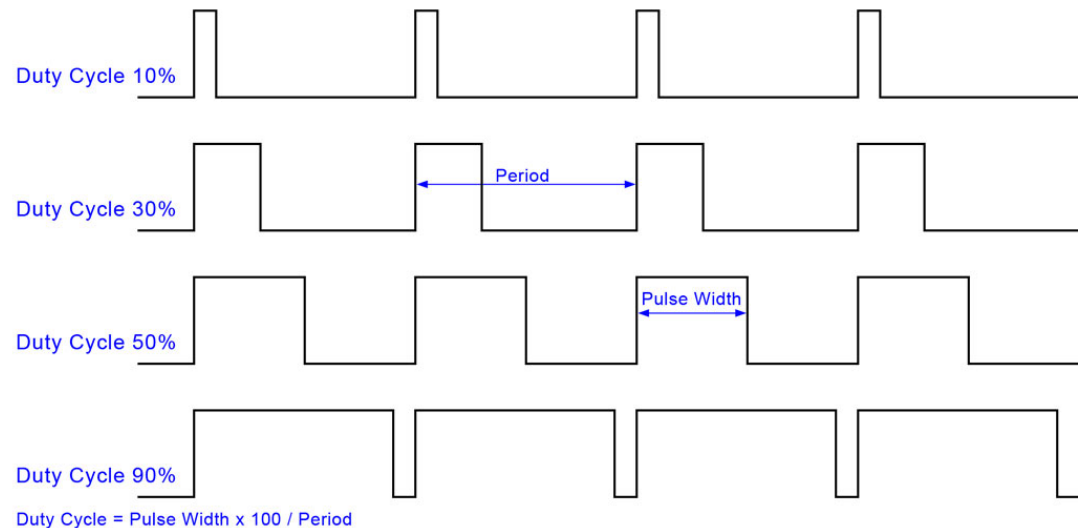 Duty Cycle 10%
Period
Duty Cycle 30%
Pulse Width
Duty Cycle 50%
Duty Cycle 90%
Duty Cycle = Pulse Width x 100 / Period